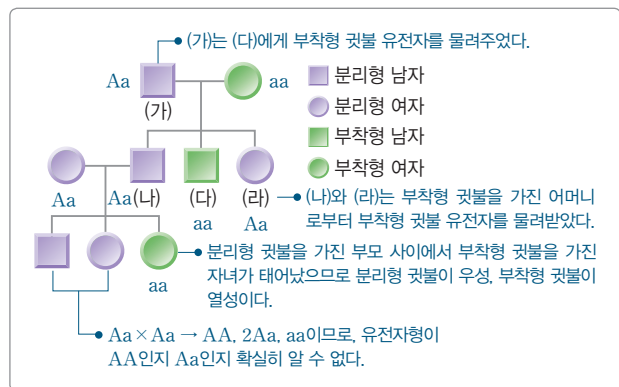 (가)는 (다)에게 부착형 귓불 유전자를 물려주었다.
Aa
aa
(가)
분리형 남자
분리형 여자
부착형 남자
부착형 여자
Aa
Aa(나)
(다)
aa
(라)
Aa
(나)와 (라)는 부착형 귓불을 가진 어머니
로부터 부착형 귓불 유전자를 물려받았다.
aa
분리형 귓불을 가진 부모 사이에서 부착형 귓불을 가진
자녀가 태어났으므로 분리형 귓불이 우성, 부착형 귓불이
열성이다.
Aa×Aa → AA, 2Aa, aa이므로, 유전자형이
AA인지 Aa인지 확실히 알 수 없다.